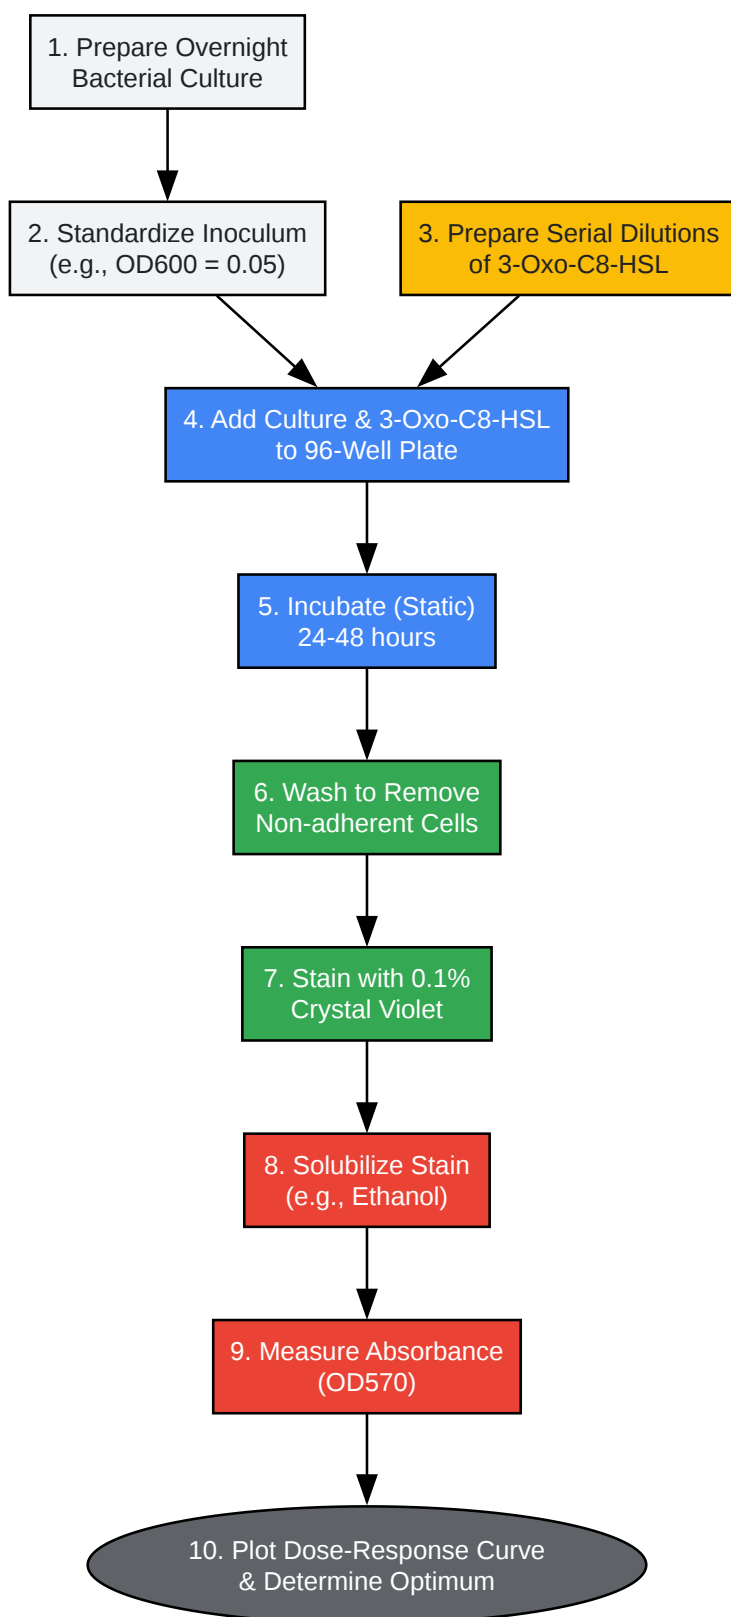 1. Prepare Overnight
Bacterial Culture
2. Standardize Inoculum
(e.g., OD600 = 0.05)
3. Prepare Serial Dilutions
of 3-Oxo-C8-HSL
4. Add Culture & 3-Oxo-C8-HSL
to 96-Well Plate
5. Incubate (Static)
24-48 hours
6. Wash to Remove
Non-adherent Cells
7. Stain with 0.1%
Crystal Violet
8. Solubilize Stain
(e.g., Ethanol)
9. Measure Absorbance
(OD570)
10. Plot Dose-Response Curve
& Determine Optimum